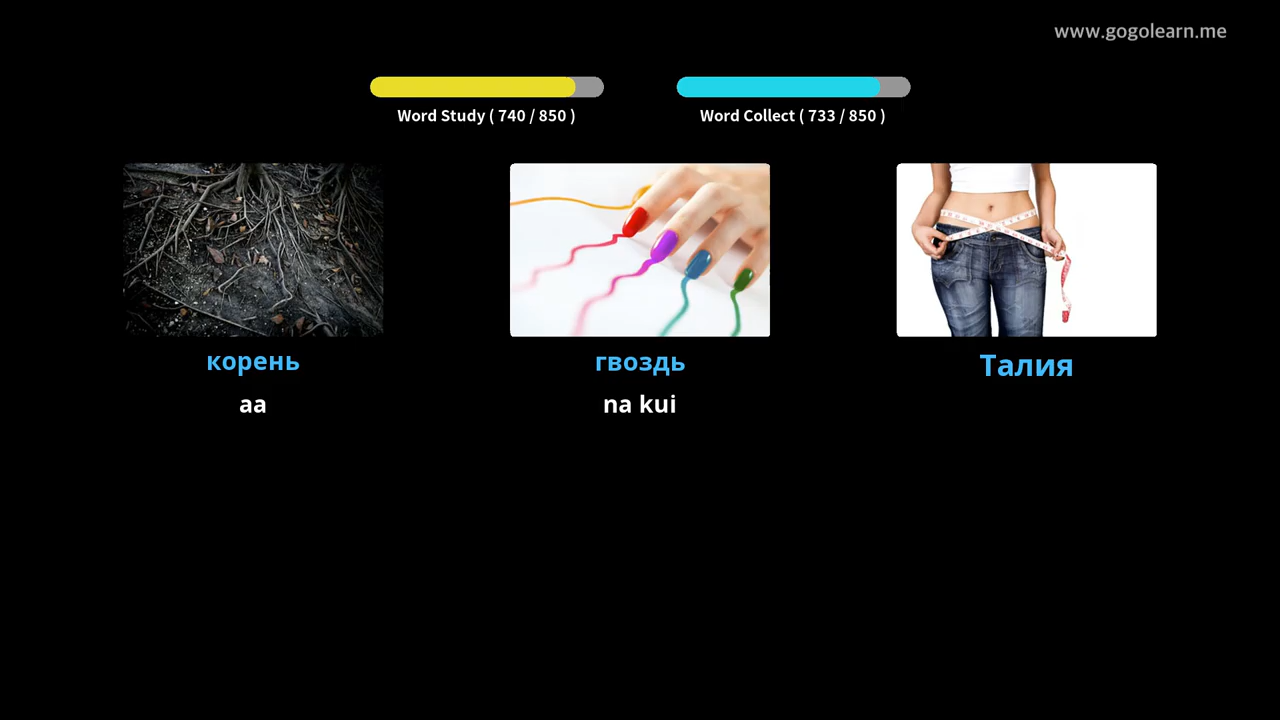 www.gogolearn.me
Word Study ( 740 / 850 )
Word Collect ( 733 / 850 )
корень
гвоздь
Талия
aa
na kui